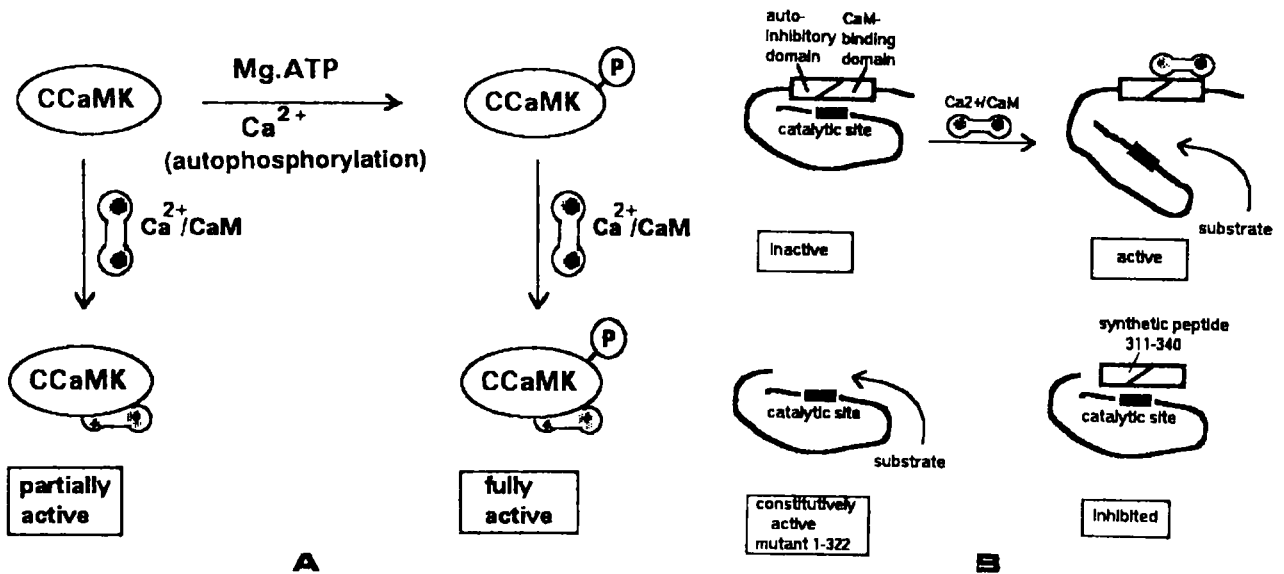 Mg.ATP
CCaMK
P
CCaMK
Ca2+
(autophosphorylation)
Ca2+/CaM
Ca2+/CaM
CCaMK
P
CCaMK
partially
active
fully
active
A
auto-
inhibitory
domain
CaM-
binding
domain
catalytic site
Ca2+/CaM
substrate
inactive
active
catalytic site
substrate
synthetic peptide
311-340
catalytic site
constitutively
active
mutant 1-322
inhibited
B